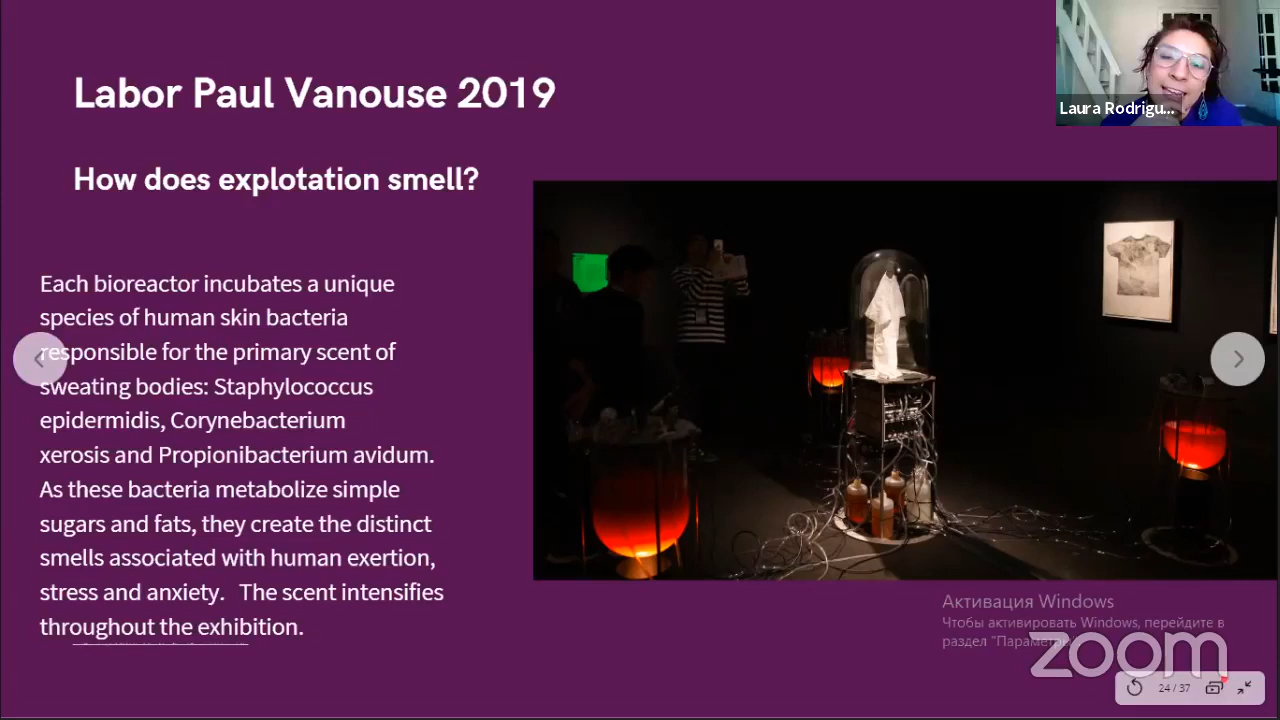 Labor Paul Vanouse 2019
Laura Rodrigu...
How does explotation smell?
Each bioreactor incubates a unique
species of human skin bacteria
responsible for the primary scent of
sweating bodies: Staphylococcus
epidermidis, Corynebacterium
xerosis and Propionibacterium avidum.
As these bacteria metabolize simple
sugars and fats, they create the distinct
smells associated with human exertion,
stress and anxiety. The scent intensifies
throughout the exhibition.
Активация Windows
Чтобы активировать Windows, перейдите в
раздел "Параметры
zoom
24 / 37